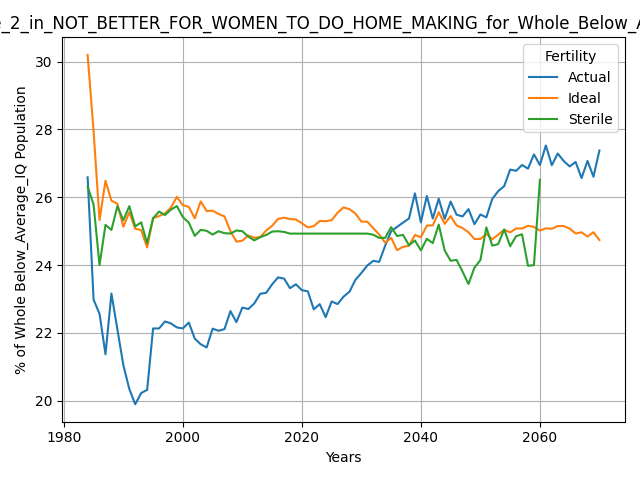 _2_in_NOT_BETTER_FOR_WOMEN_TO_DO_HOME_MAKING_for_Whole_Below_
Fertility
Actual
Ideal
Sterile
% of Whole Below_Average_IQ Population
30
28
26
24
22
20
1980
2000
2020
2040
2060
Years